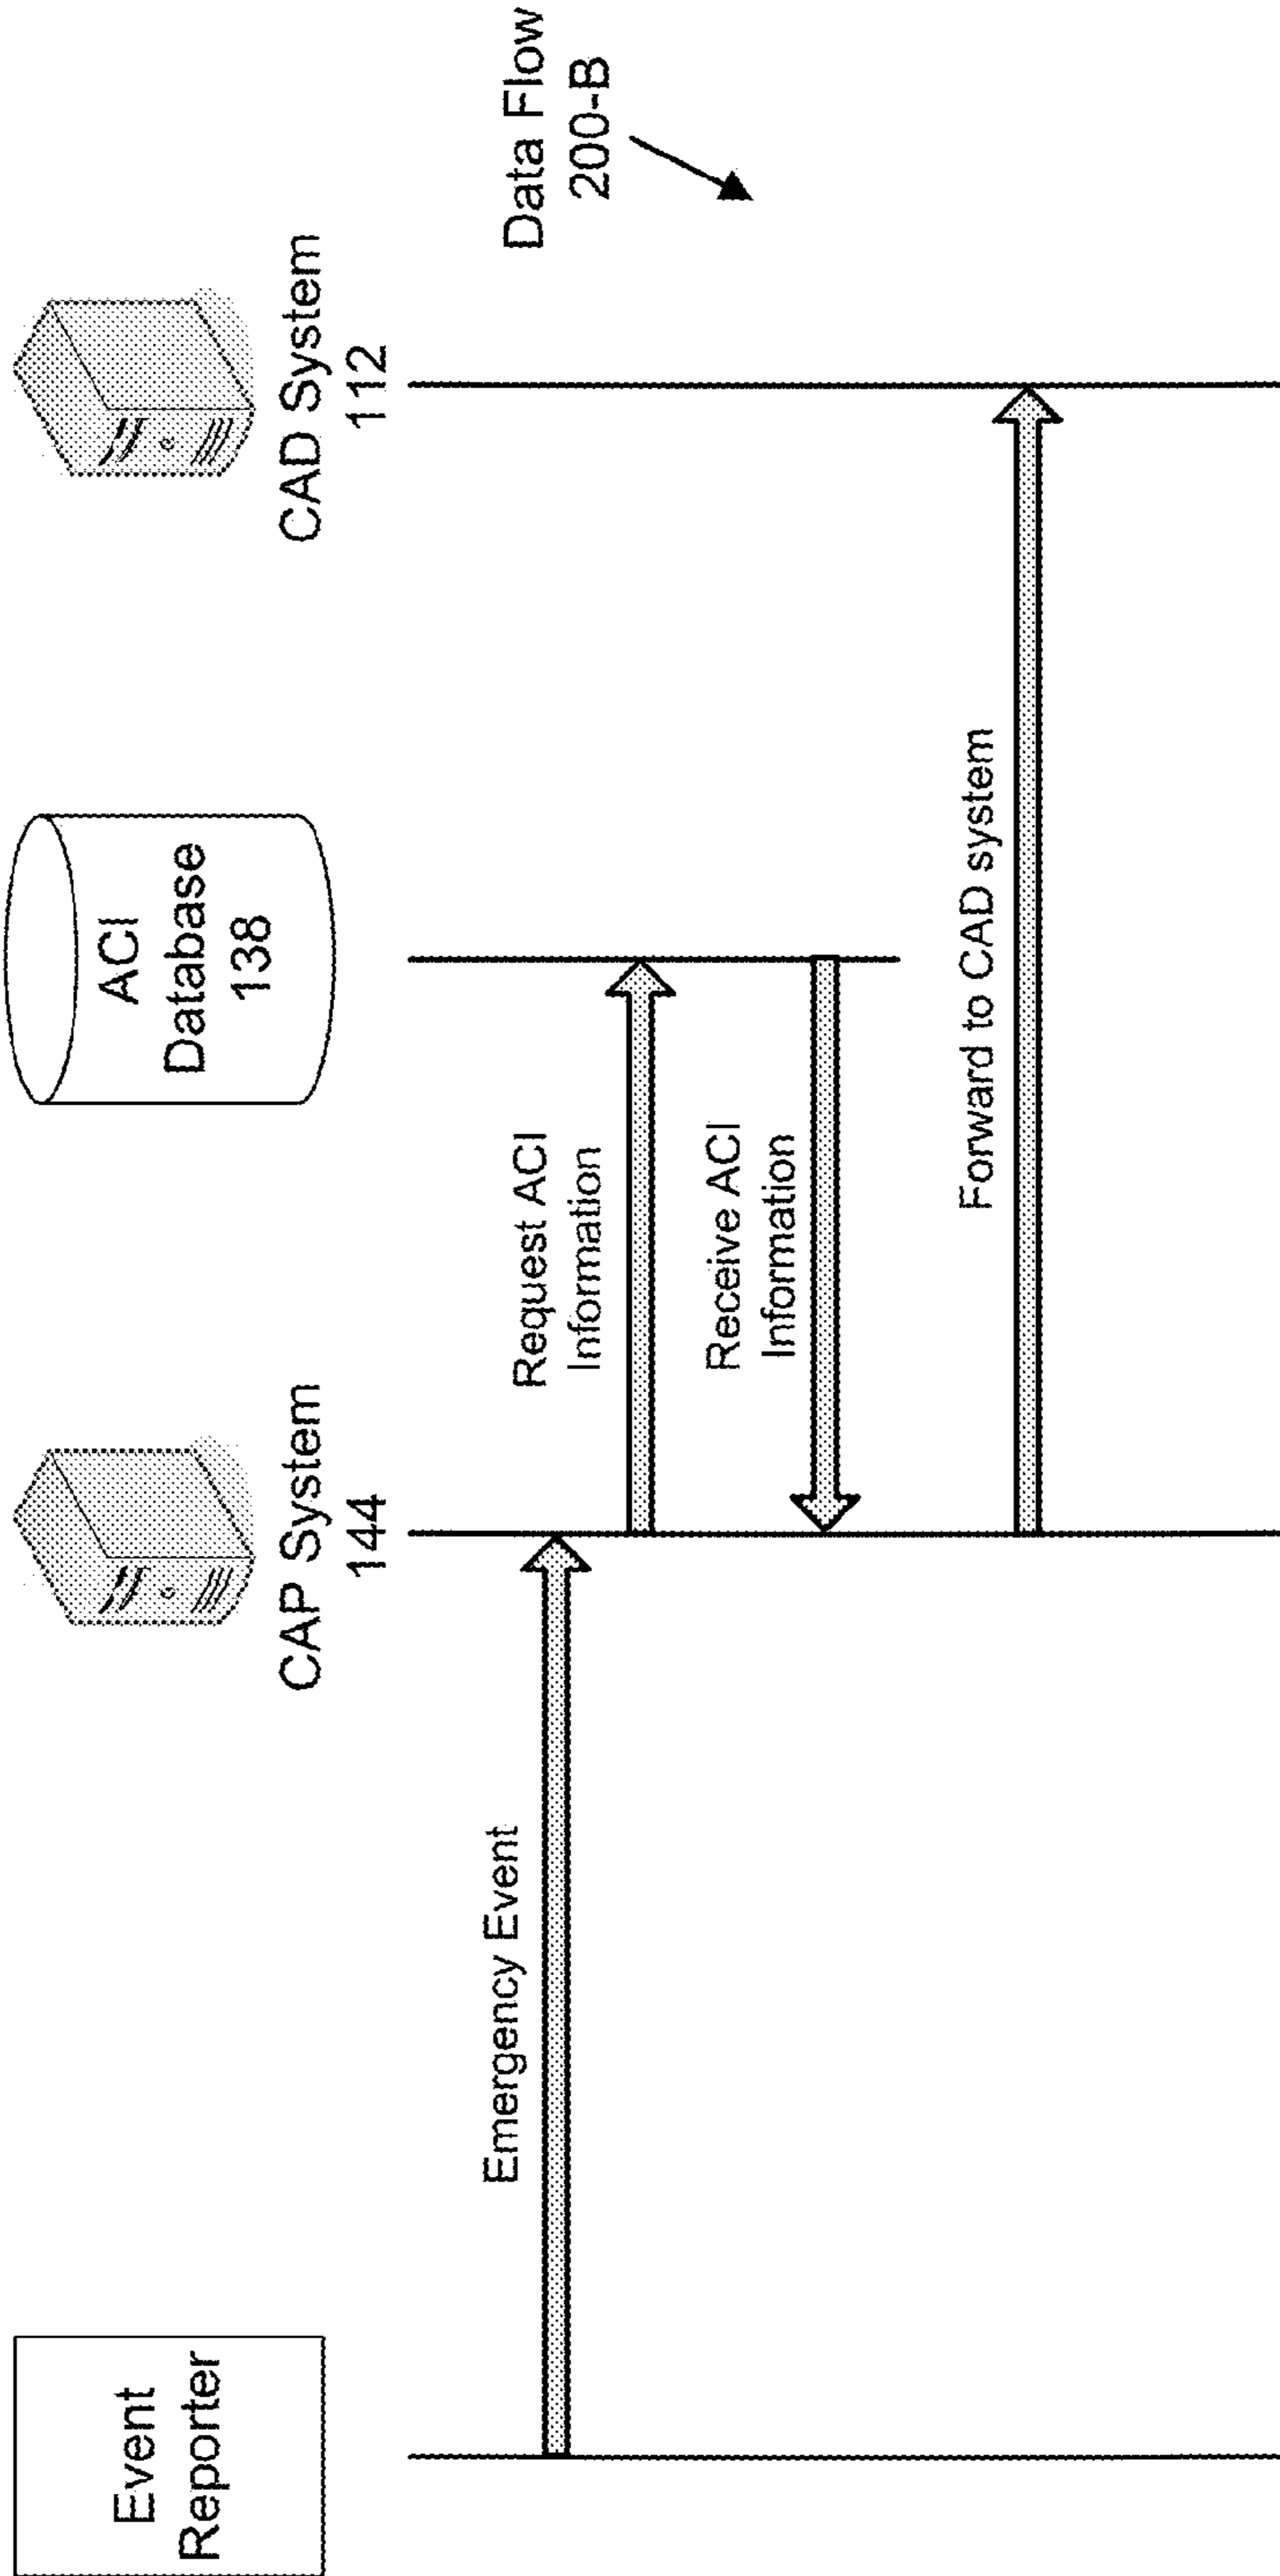 Event
Reporter
CAP System
144
ACI
Database
138
CAD System
112
Data Flow
200-B
Emergency Event
Request ACI
Information
Receive ACI
Information
Forward to CAD system